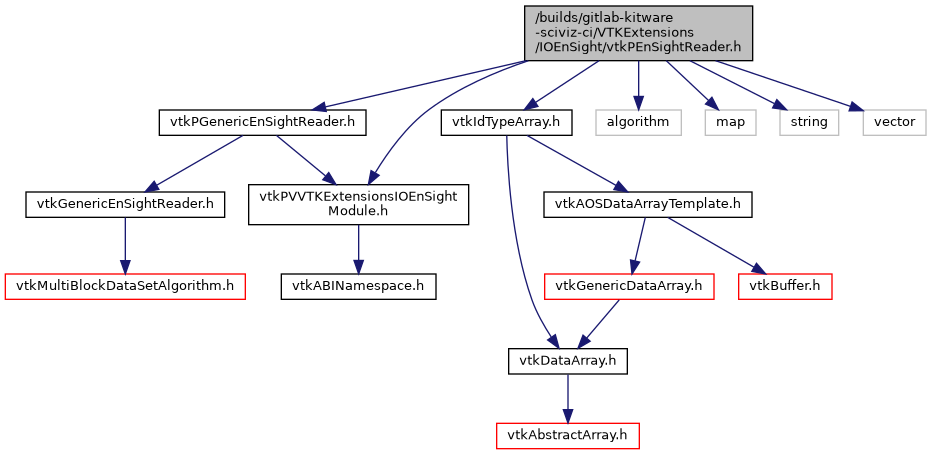 /builds/gitlab-kitware
-sciviz-ci/VTKExtensions
/IOEnSight/vtkPEnSightReader.h
vtkPGenericEnSightReader.h
vtkIdTypeArray.h
algorithm
map
string
vector
vtkGenericEnSightReader.h
vtkPVVTKExtensionsIOEnSight
Module.h
vtkAOSDataArrayTemplate.h
vtkMultiBlockDataSetAlgorithm.h
vtkABINamespace.h
vtkGenericDataArray.h
vtkBuffer.h
vtkDataArray.h
vtkAbstractArray.h